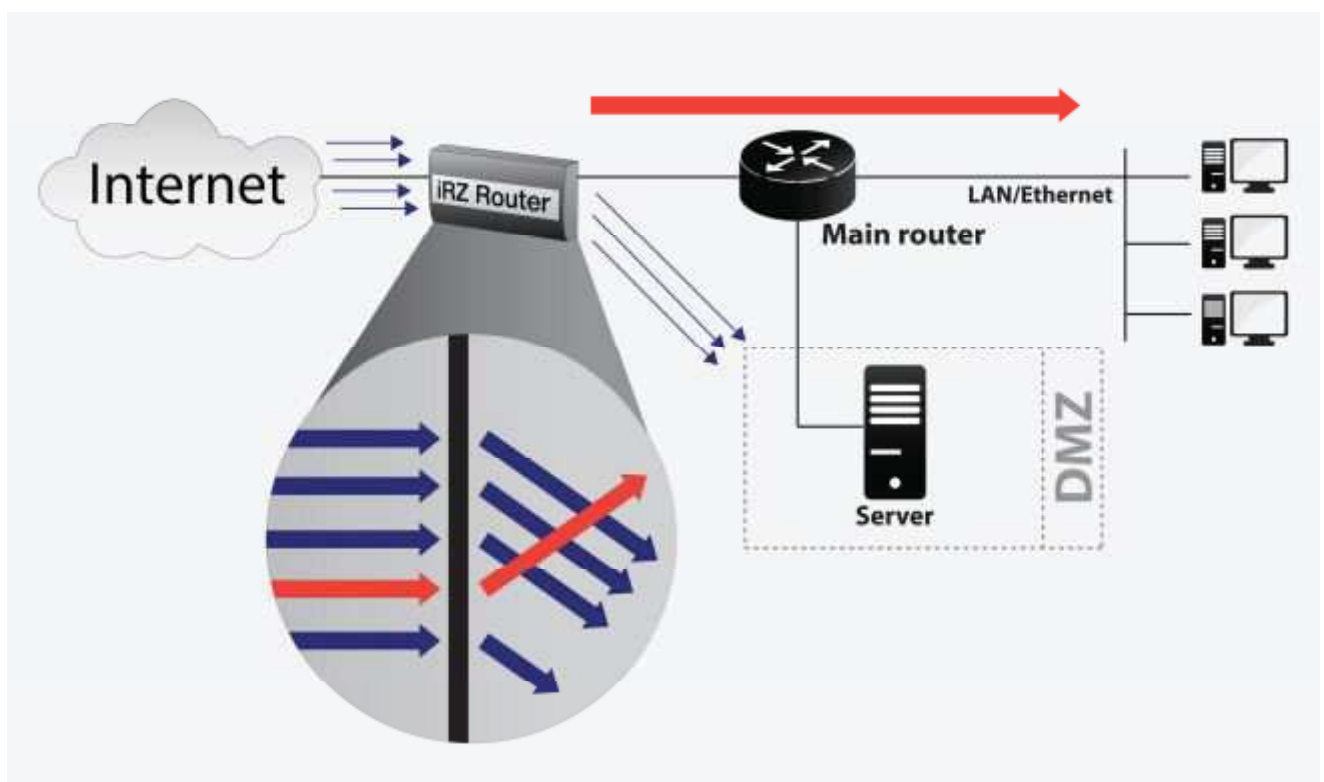 Internet
iRZ Router
LAN/Ethernet
Main router
Server
DMZ